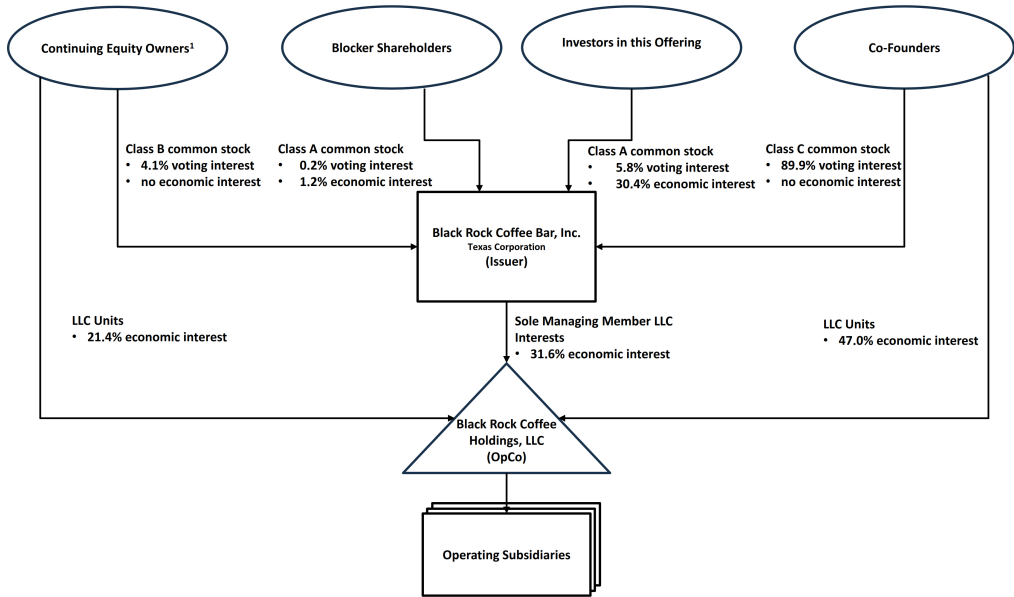 Continuing Equity Owners1
Blocker Shareholders
Investors in this Offering
Co-Founders
Class B common stock
• 4.1% voting interest
• no economic interest
Class A common stock
• 0.2% voting interest
• 1.2% economic interest
Class A common stock
• 5.8% voting interest
• 30.4% economic interest
Class C common stock
• 89.9% voting interest
• no economic interest
Black Rock Coffee Bar, Inc.
Texas Corporation
(Issuer)
LLC Units
• 21.4% economic interest
Sole Managing Member LLC
Interests
• 31.6% economic interest
LLC Units
• 47.0% economic interest
Black Rock Coffee
Holdings, LLC
(OpCo)
Operating Subsidiaries